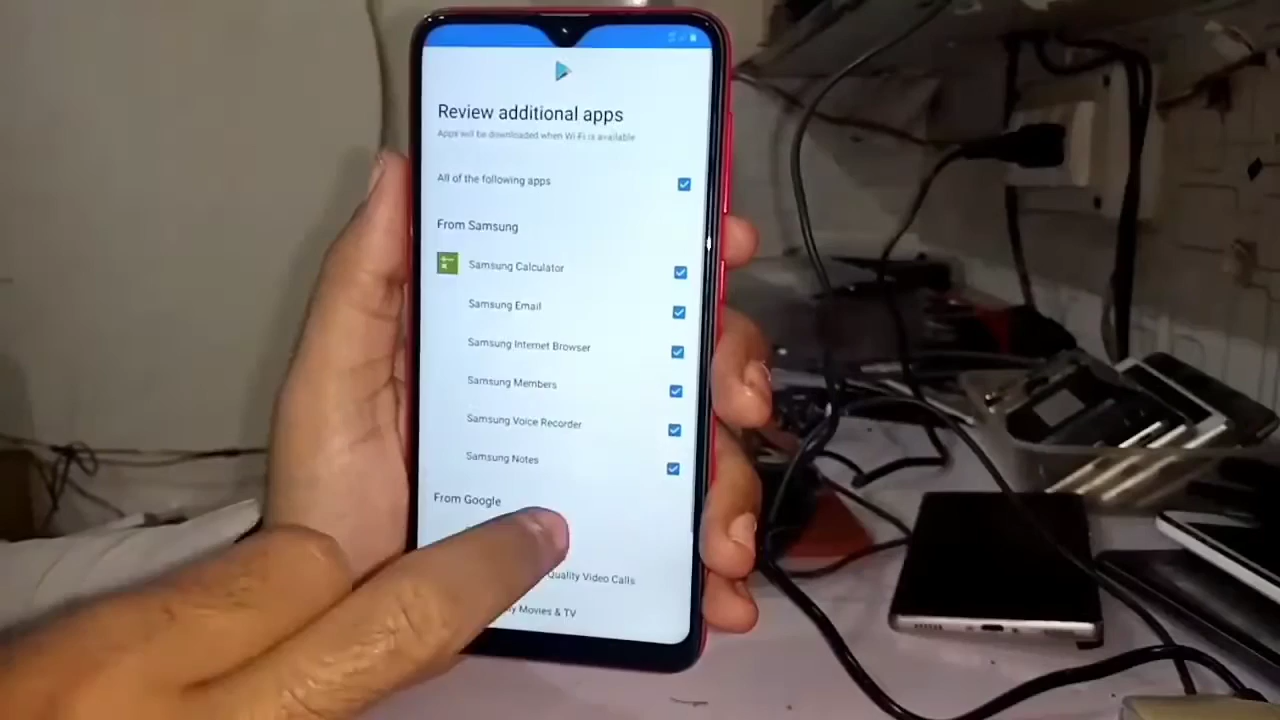 Review additional apps
Apps will be downloaded when Wi-Fi is available
All of the following apps
From Samsung
Samsung Calculator
Samsung Email
Samsung Internet Browser
Samsung Members
Samsung Voice Recorder
Samsung Notes
From Google
Quality Video Calls
Movies & TV